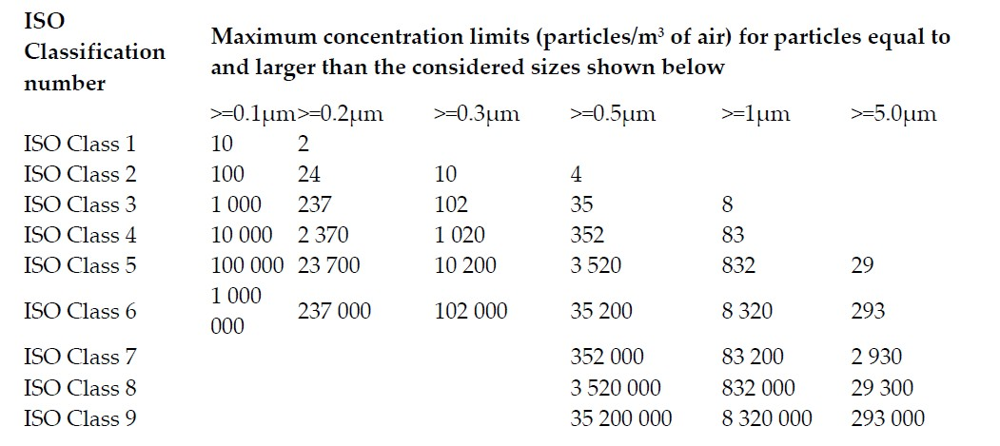 ISO
Classification
number
Maximum concentration limits (particles/m³ of air) for particles equal to
and larger than the considered sizes shown below
>=0.1µm >=0.2µm >=0.3µm >=0.5µm >=1µm >=5.0µm
ISO Class 1 10 2
ISO Class 2 100 24 10 4
ISO Class 3 1 000 237 102 35 8
ISO Class 4 10 000 2 370 1 020 352 83
ISO Class 5 100 000 23 700 10 200 3 520 832 29
ISO Class 6 1 000 000 237 000 102 000 35 200 8 320 293
ISO Class 7 352 000 83 200 2 930
ISO Class 8 3 520 000 832 000 29 300
ISO Class 9 35 200 000 8 320 000 293 000